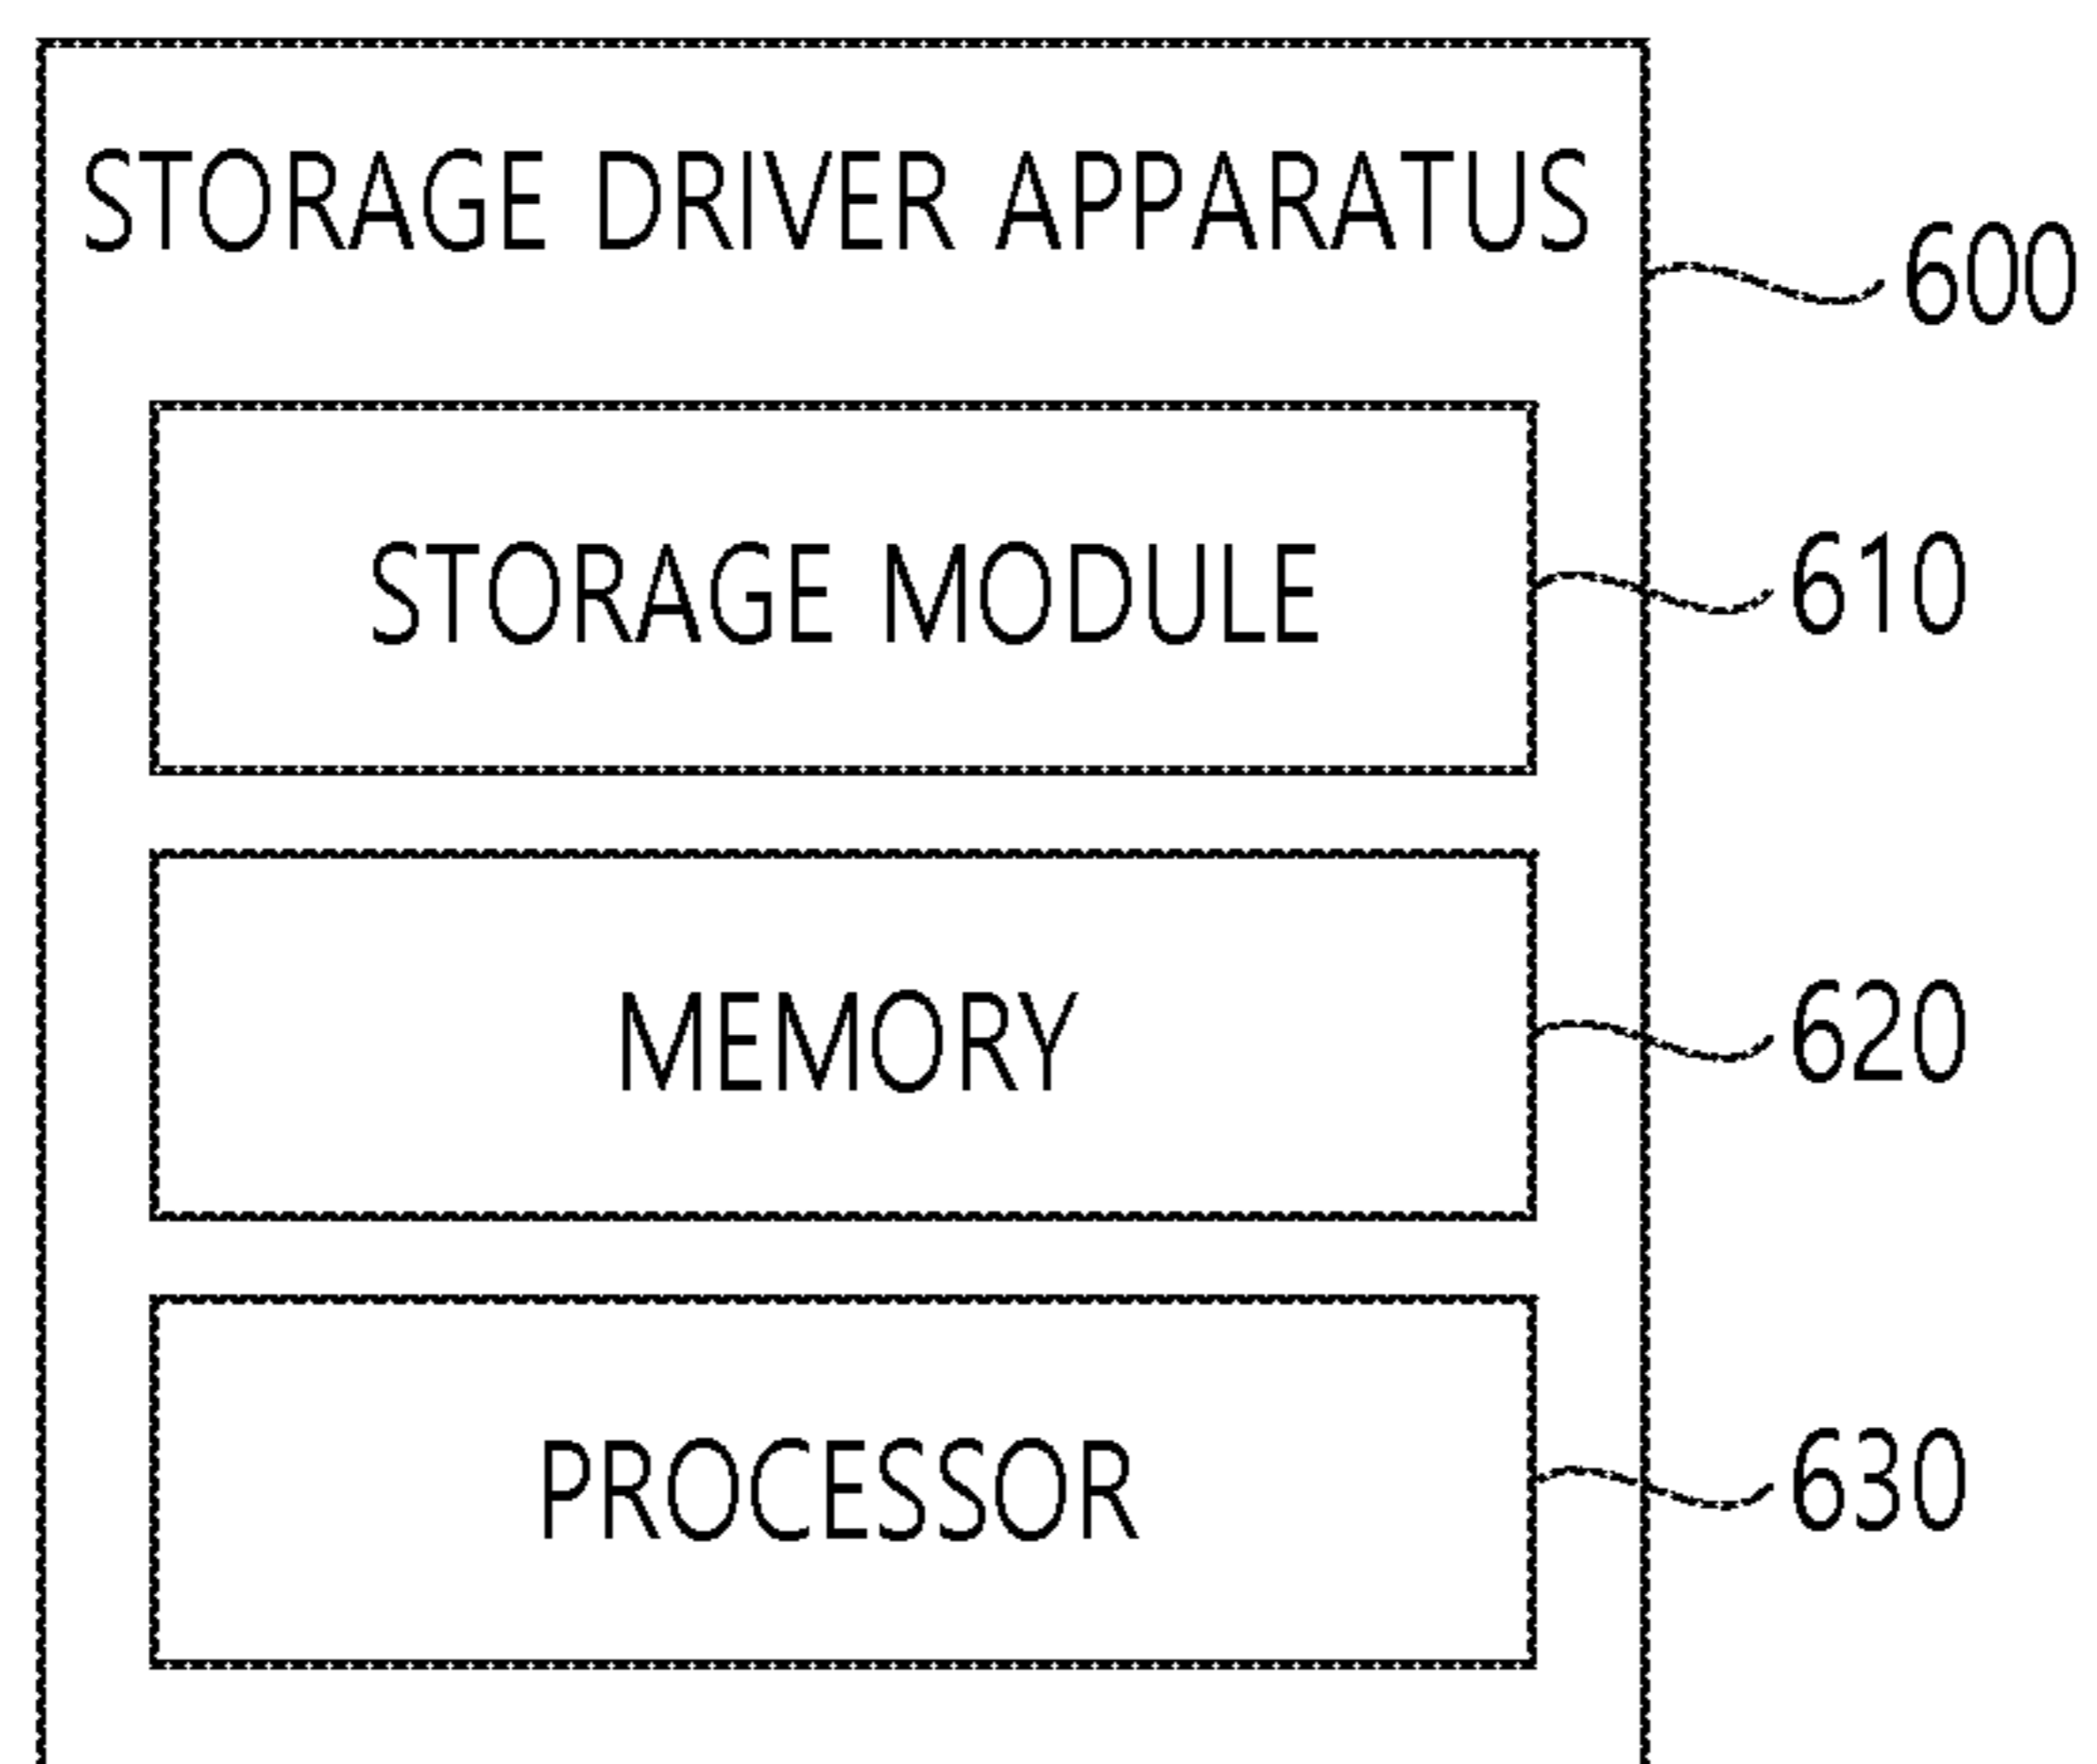 STORAGE DRIVER APPARATUS
600
STORAGE MODULE
610
MEMORY
620
PROCESSOR
630